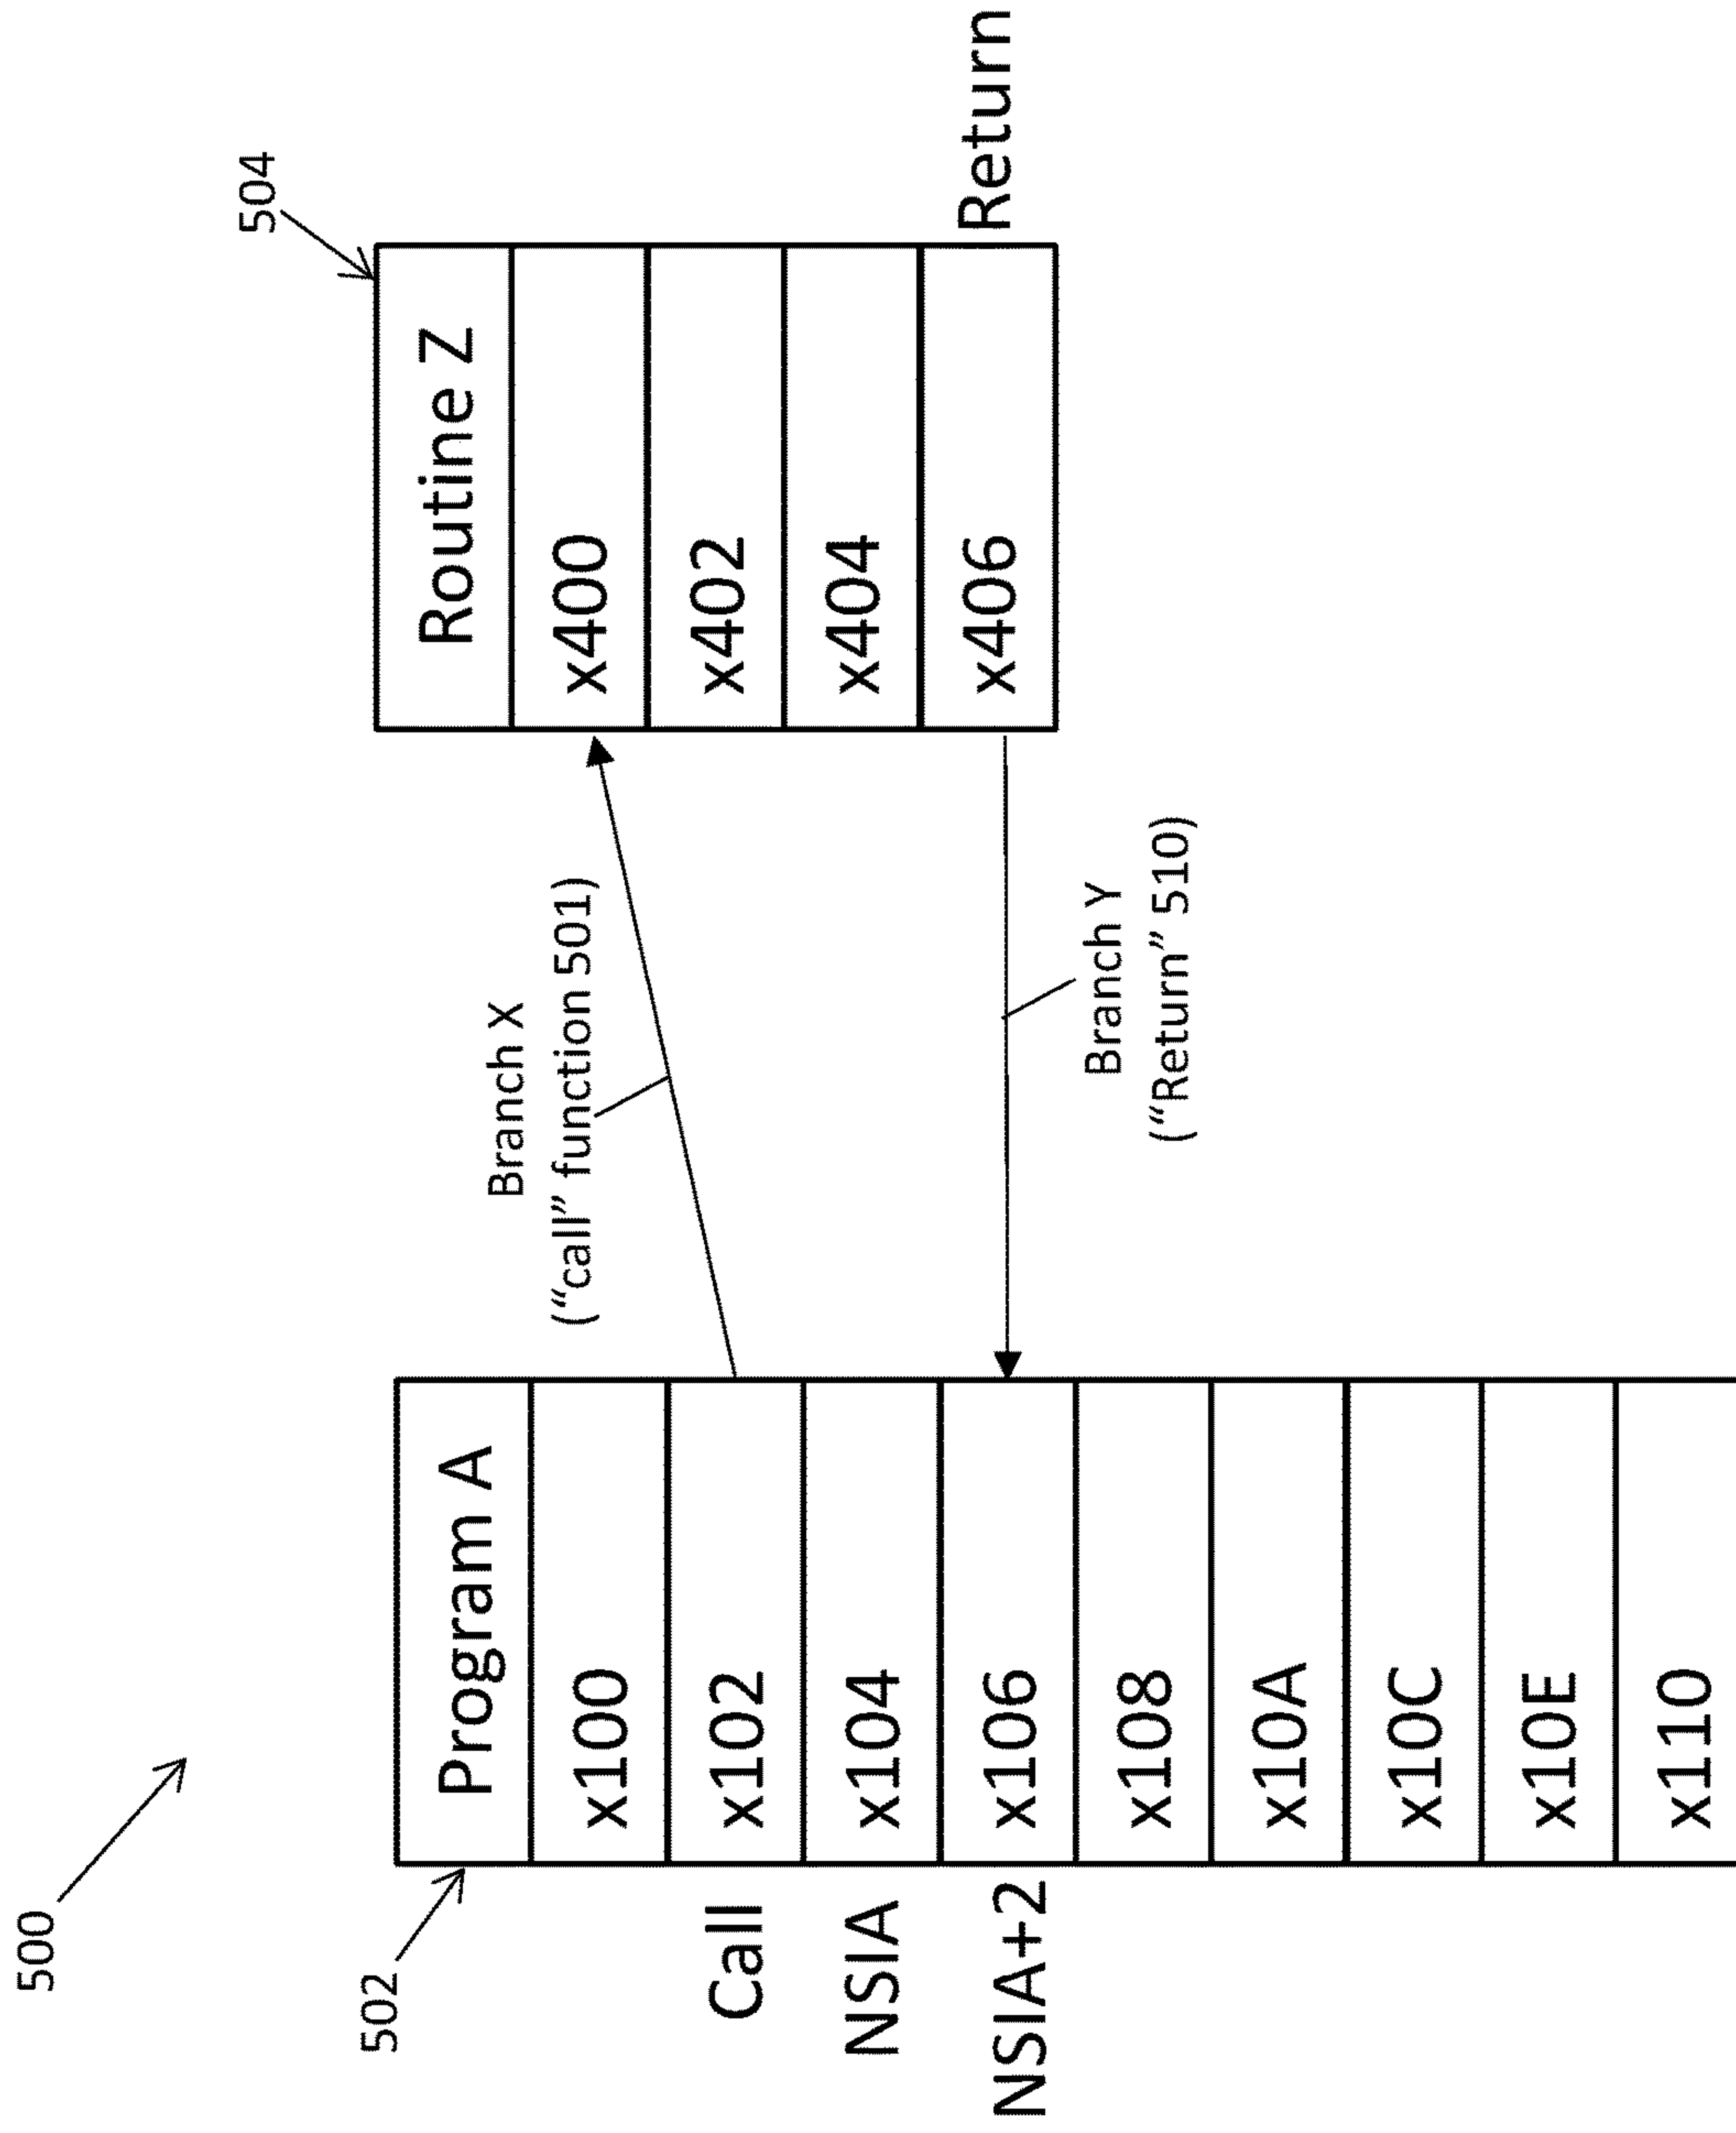 500
502
504
Program A
x100
Call x102
NSIA x104
NSIA+2 x106
x108
x10A
x10C
x10E
x110
Branch X
(“call” function 501)
Branch Y
(“Return” 510)
Routine Z
x400
x402
x404
x406 Return